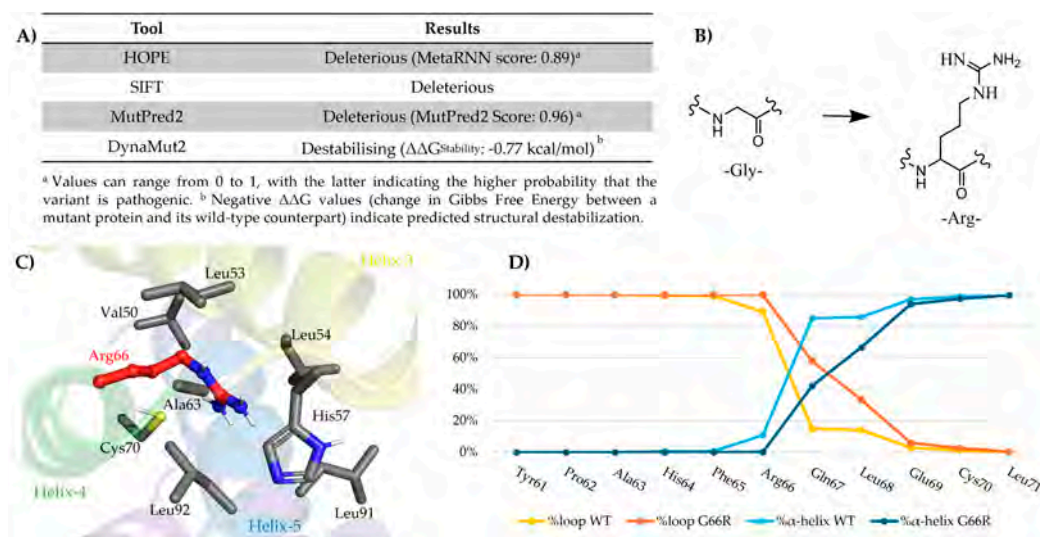 A)
Tool Results
HOPE Deleterious (MetaRNN score: 0.89)ᵃ
SIFT Deleterious
MutPred2 Deleterious (MutPred2 Score: 0.96) ᵃ
DynaMut2 Destabilising (ΔΔGStability: -0.77 kcal/mol) ᵇ
ᵃ Values can range from 0 to 1, with the latter indicating the higher probability that the
variant is pathogenic. ᵇ Negative ΔΔG values (change in Gibbs Free Energy between a
mutant protein and its wild-type counterpart) indicate predicted structural destabilization.
B)
N
H
O
-Gly-
HN
NH₂
NH
N
H
O
-Arg-
C)
Helix-3
Leu53
Val50
Leu54
Arg66
Ala63
His57
Cys70
Helix-4
Leu92
Helix-5
Leu91
D)
100%
80%
60%
40%
20%
0%
Tyr61 Pro62 Ala63 His64 Phe65 Arg66 Gln67 Leu68 Glu69 Cys70 Leu71
%loop WT %loop G66R %α-helix WT %α-helix G66R